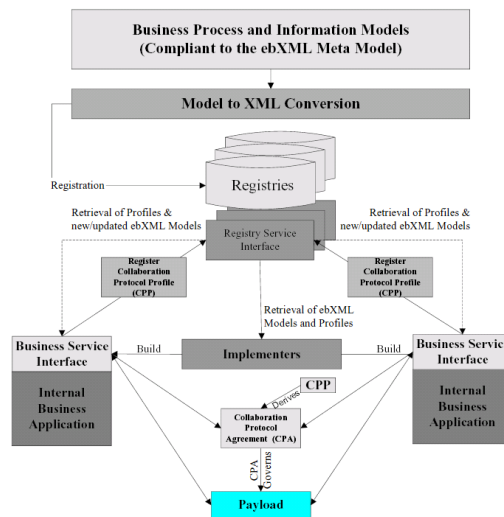 Business Process and Information Models
(Compliant to the ebXML Meta Model)
Model to XML Conversion
Registration
Registries
Retrieval of Profiles &
new/updated ebXML Models
Retrieval of Profiles &
new/updated ebXML Models
Registry Service
Interface
Register
Collaboration
Protocol Profile
(CPP)
Register
Collaboration
Protocol Profile
(CPP)
Retrieval of ebXML
Models and Profiles
Business Service
Interface
Build
Implementers
Build
Business Service
Interface
Internal
Business
Application
Internal
Business
Application
CPP
Derives
Collaboration
Protocol
Agreement (CPA)
CPA
Governs
Payload